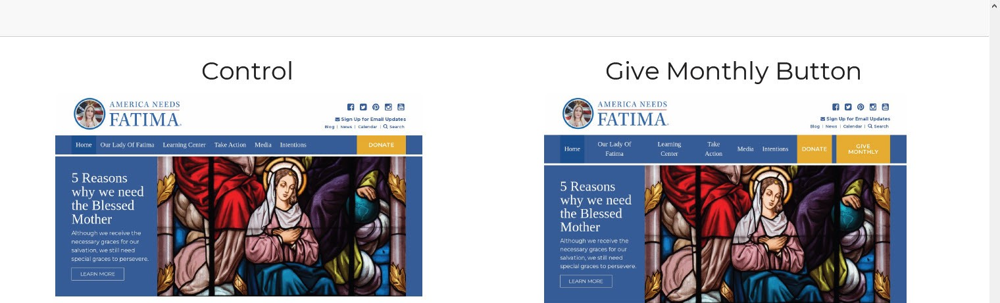 Control
AMERICA NEEDS
FATIMA
Sign Up for Email Updates
Blog | News | Calendar | Search
Home Our Lady Of Fatima Learning Center Take Action Media Intentions DONATE
5 Reasons
why we need
the Blessed
Mother
Although we receive the
necessary graces for our
salvation, we still need
special graces to persevere.
LEARN MORE
Give Monthly Button
AMERICA NEEDS
FATIMA
Sign Up for Email Updates
Blog | News | Calendar | Search
Home Our Lady Of Fatima Learning Center Take Action Media Intentions DONATE GIVE MONTHLY
5 Reasons
why we need
the Blessed
Mother
Although we receive the
necessary graces for our
salvation, we still need
special graces to persevere.
LEARN MORE